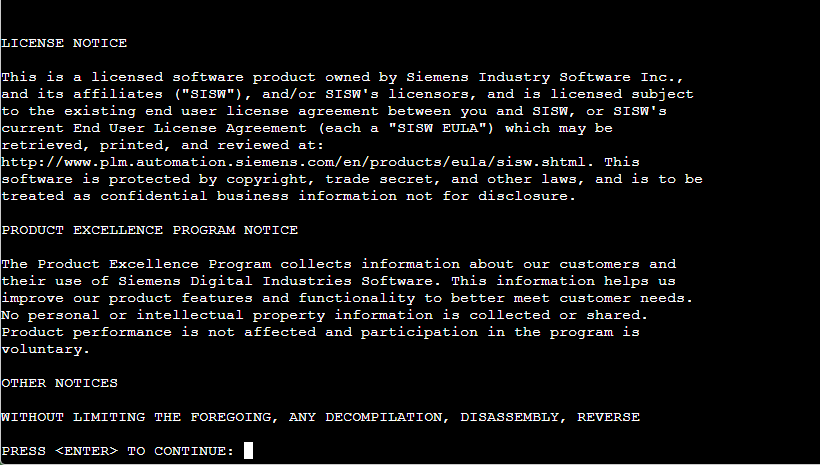 LICENSE NOTICE
This is a licensed software product owned by Siemens Industry Software Inc.,
and its affiliates ("SISW"), and/or SISW's licensors, and is licensed subject
to the existing end user license agreement between you and SISW, or SISW's
current End User License Agreement (each a "SISW EULA") which may be
retrieved, printed, and reviewed at:
http://www.plm.automation.siemens.com/en/products/eula/sisw.shtml. This
software is protected by copyright, trade secret, and other laws, and is to be
treated as confidential business information not for disclosure.
PRODUCT EXCELLENCE PROGRAM NOTICE
The Product Excellence Program collects information about our customers and
their use of Siemens Digital Industries Software. This information helps us
improve our product features and functionality to better meet customer needs.
No personal or intellectual property information is collected or shared.
Product performance is not affected and participation in the program is
voluntary.
OTHER NOTICES
WITHOUT LIMITING THE FOREGOING, ANY DECOMPILATION, DISASSEMBLY, REVERSE
PRESS <ENTER> TO CONTINUE: